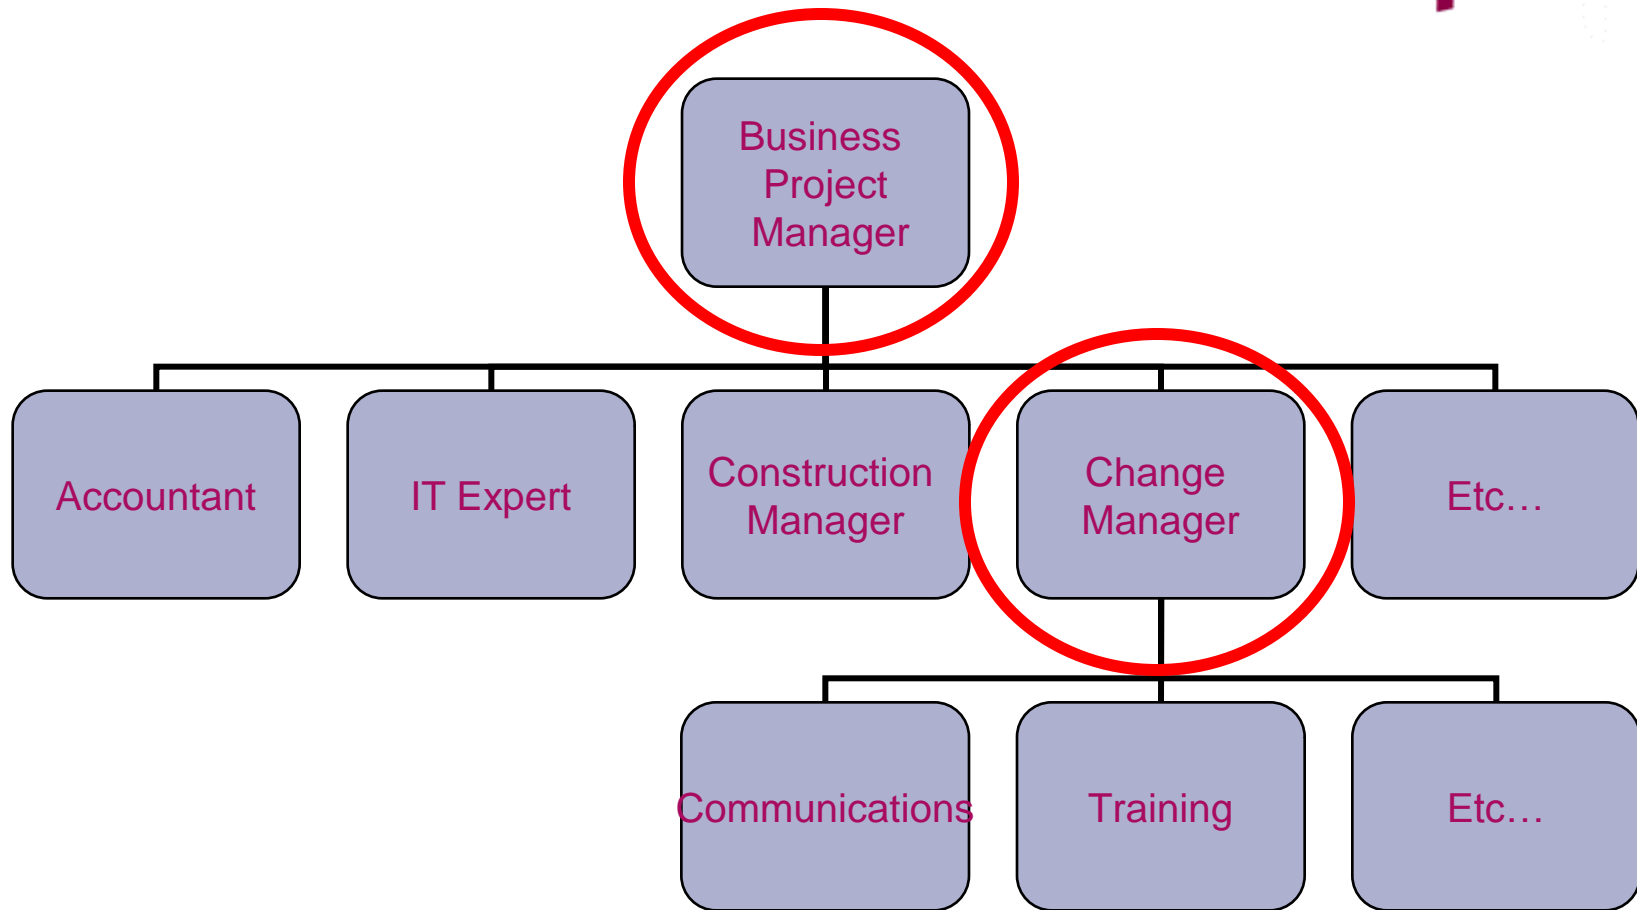 Business
Project
Manager
Accountant
IT Expert
Construction
Manager
Change
Manager
Etc…
Communications
Training
Etc…